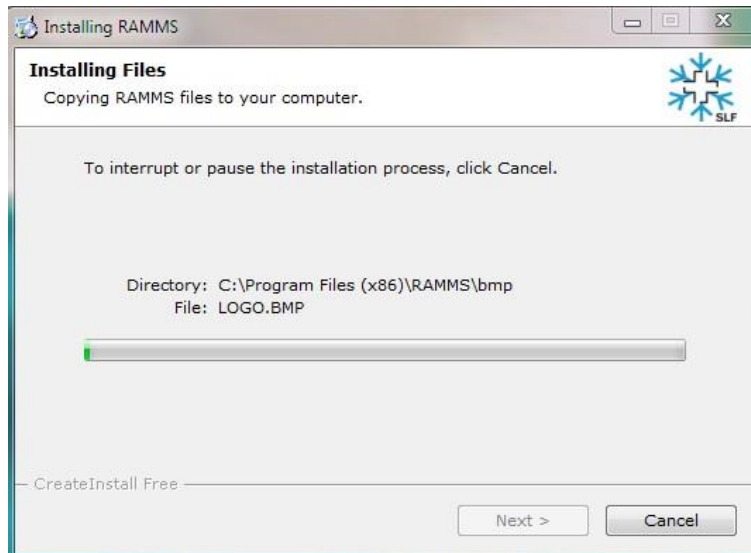 Installing RAMMS
Installing Files
Copying RAMMS files to your computer.
SLF
To interrupt or pause the installation process, click Cancel.
Directory: C:\Program Files (x86)\RAMMS\bmp
File: LOGO.BMP
CreateInstall Free
Next >
Cancel